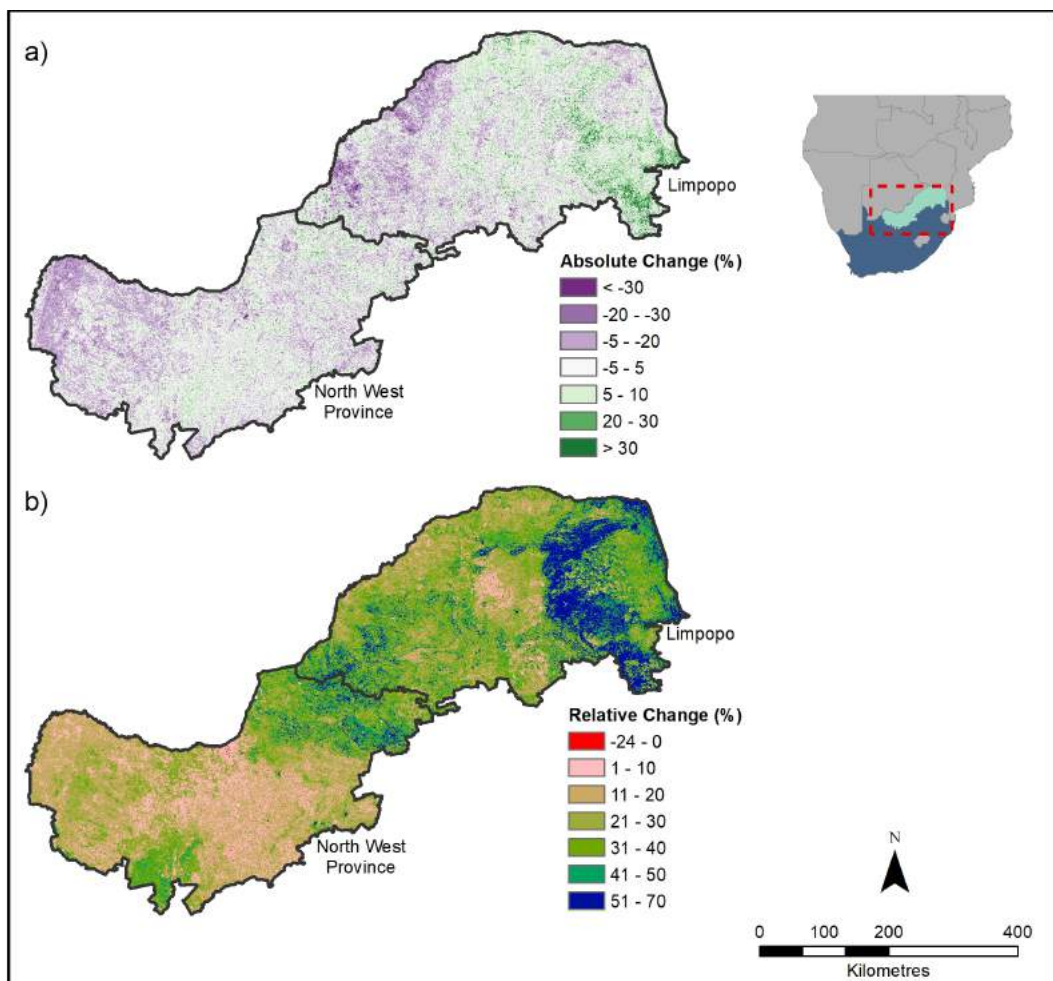 a)
Limpopo
North West
Province
Absolute Change (%)
< -30
-20 - -30
-5 - -20
-5 - 5
5 - 10
20 - 30
> 30
b)
Limpopo
North West
Province
Relative Change (%)
-24 - 0
1 - 10
11 - 20
21 - 30
31 - 40
41 - 50
51 - 70
N
0 100 200 400
Kilometres